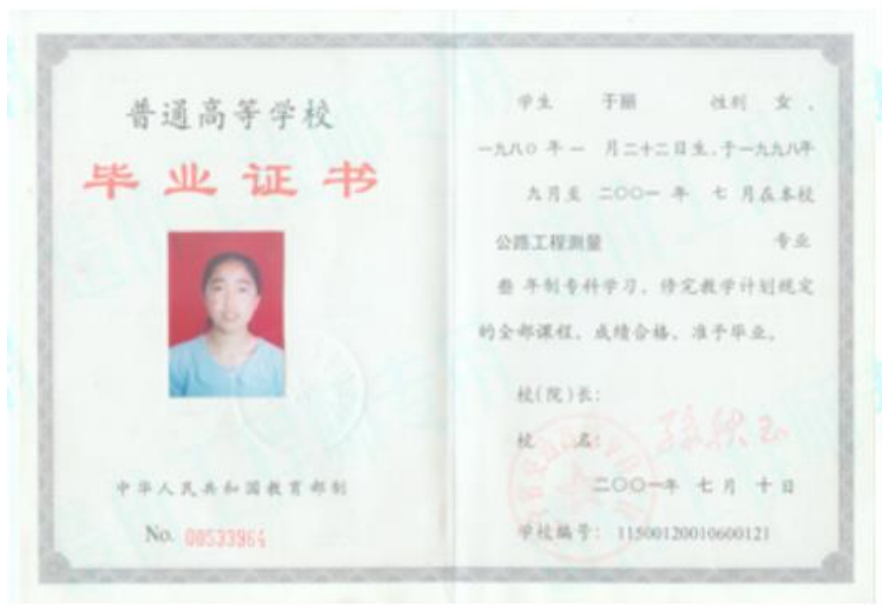 普通高等学校
毕业证书
中华人民共和国教育部制
No. 00533964
学生 于丽 性别 女 、
一九八〇 年 一 月二十二日生,于一九九八年
九月至 二〇〇一 年 七 月在本校
公路工程测量 专业
叁 年制专科学习，修完教学计划规定
的全部课程，成绩合格，准予毕业。
校(院)长:
校 名:
二〇〇一年 七 月 十 日
学校编号: 11500120010600121